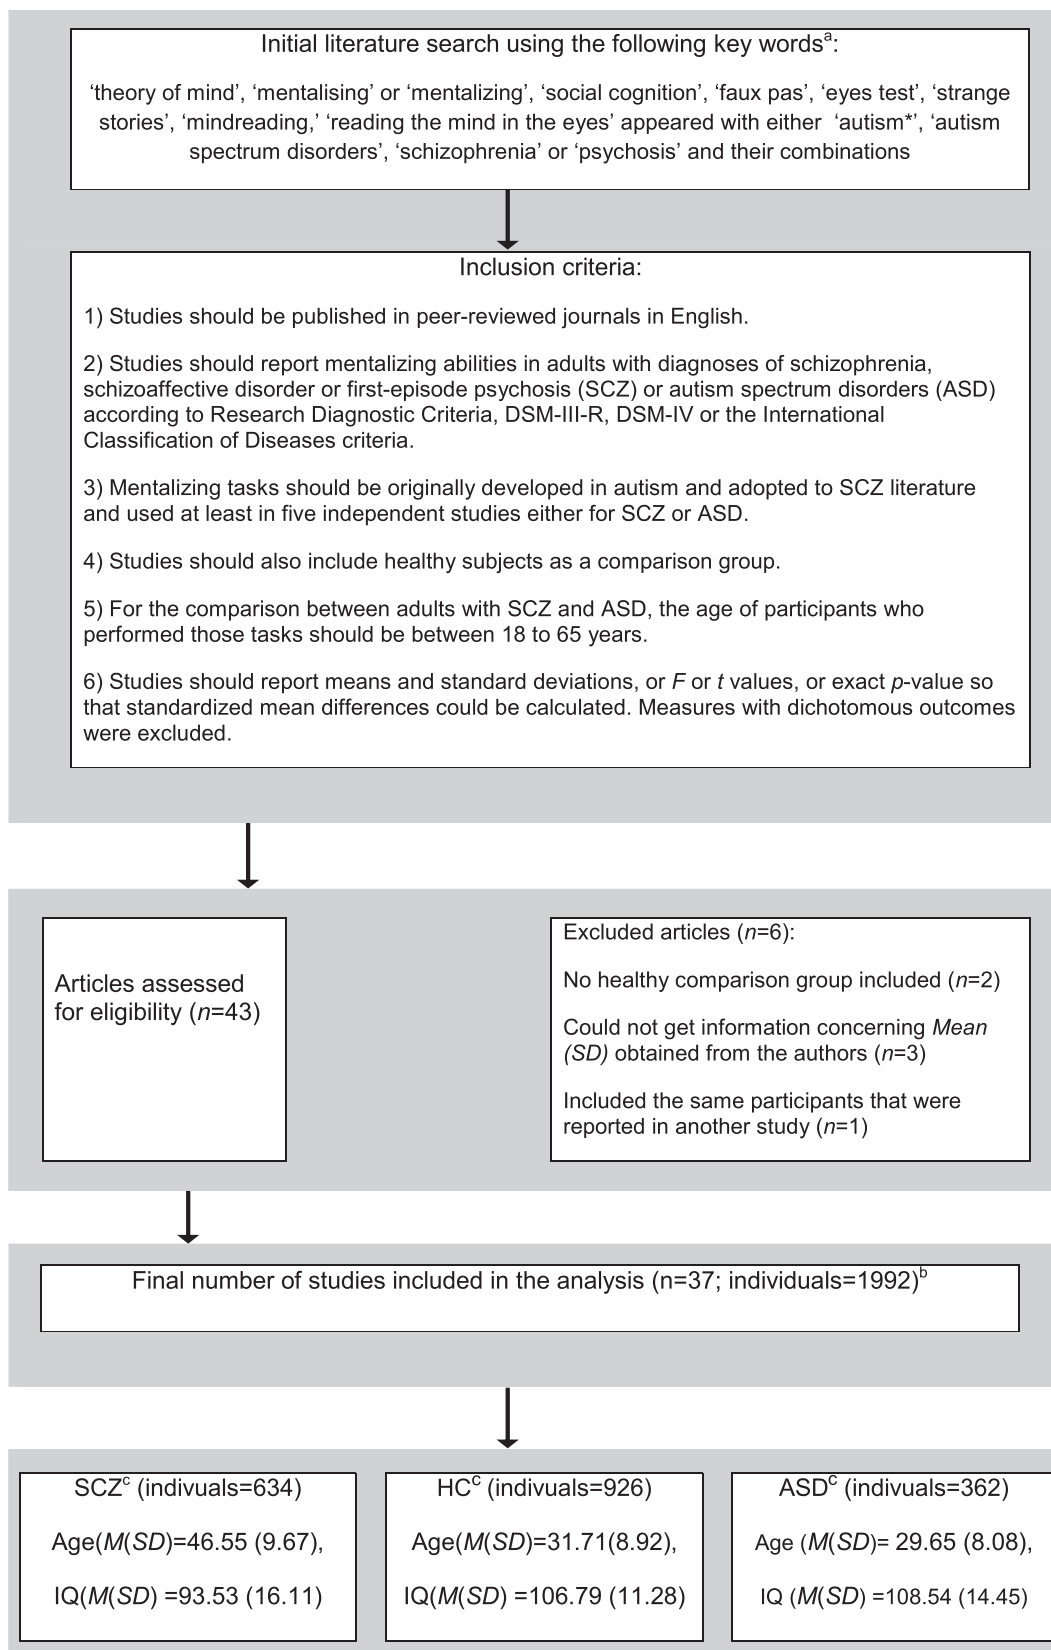 Initial literature search using the following key wordsᵃ:
‘theory of mind’, ‘mentalising’ or ‘mentalizing’, ‘social cognition’, ‘faux pas’, ‘eyes test’, ‘strange
stories’, ‘mindreading,’ ‘reading the mind in the eyes’ appeared with either ‘autism*’, ‘autism
spectrum disorders’, ‘schizophrenia’ or ‘psychosis’ and their combinations
Inclusion criteria:
1) Studies should be published in peer-reviewed journals in English.
2) Studies should report mentalizing abilities in adults with diagnoses of schizophrenia,
schizoaffective disorder or first-episode psychosis (SCZ) or autism spectrum disorders (ASD)
according to Research Diagnostic Criteria, DSM-III-R, DSM-IV or the International
Classification of Diseases criteria.
3) Mentalizing tasks should be originally developed in autism and adopted to SCZ literature
and used at least in five independent studies either for SCZ or ASD.
4) Studies should also include healthy subjects as a comparison group.
5) For the comparison between adults with SCZ and ASD, the age of participants who
performed those tasks should be between 18 to 65 years.
6) Studies should report means and standard deviations, or F or t values, or exact p-value so
that standardized mean differences could be calculated. Measures with dichotomous outcomes
were excluded.
Articles assessed
for eligibility (n=43)
Excluded articles (n=6):
No healthy comparison group included (n=2)
Could not get information concerning Mean
(SD) obtained from the authors (n=3)
Included the same participants that were
reported in another study (n=1)
Final number of studies included in the analysis (n=37; individuals=1992)ᵇ
SCZᶜ (indivuals=634)
Age(M(SD)=46.55 (9.67),
IQ(M(SD) =93.53 (16.11)
HCᶜ (indivuals=926)
Age(M(SD)=31.71(8.92),
IQ(M(SD) =106.79 (11.28)
ASDᶜ (indivuals=362)
Age (M(SD)= 29.65 (8.08),
IQ (M(SD) =108.54 (14.45)